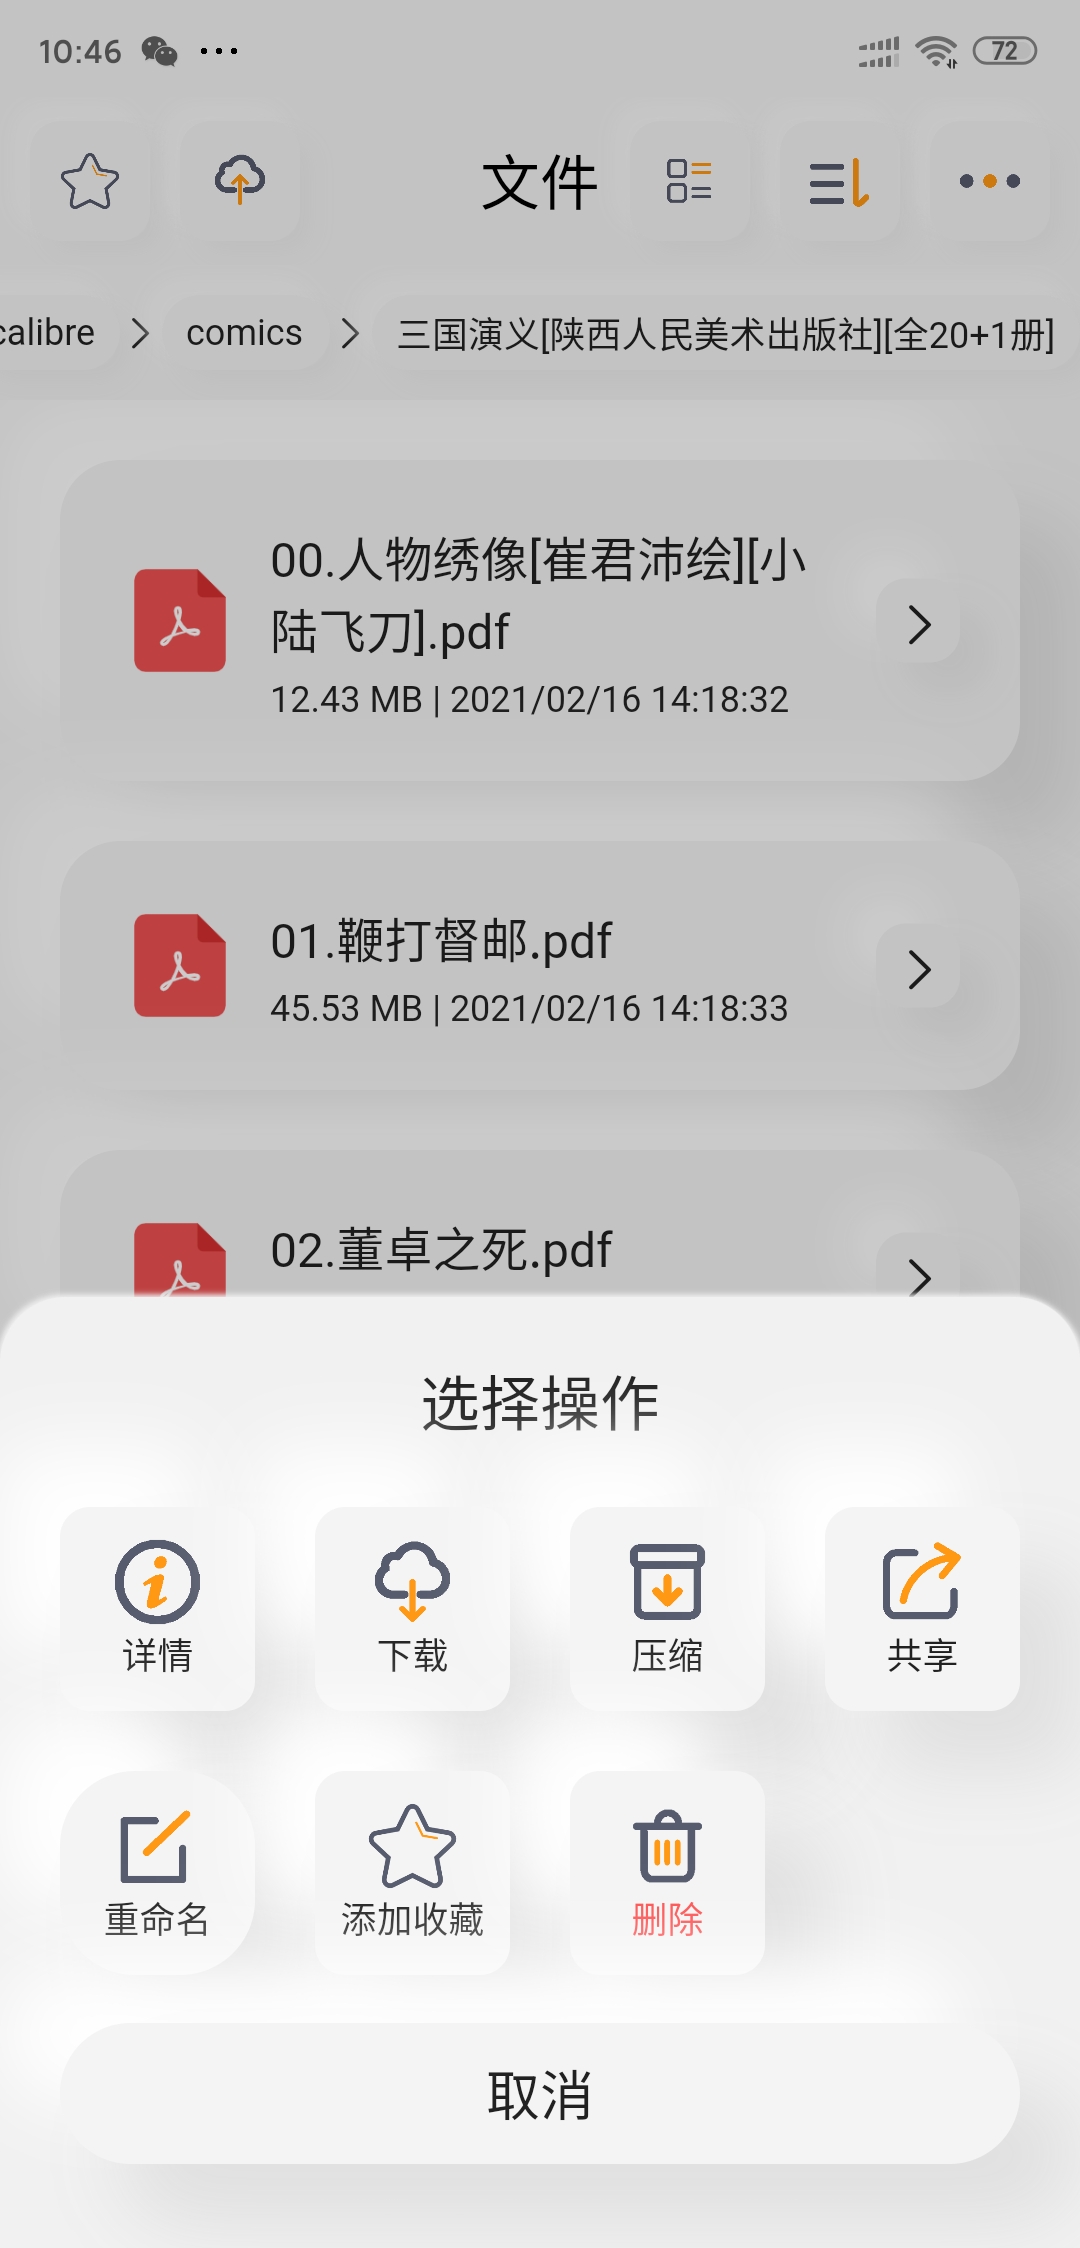 10:46
72
文件
calibre
comics
三国演义[陕西人民美术出版社][全20+1册]
00.人物绣像[崔君沛绘][小
陆飞刀].pdf
12.43 MB | 2021/02/16 14:18:32
01.鞭打督邮.pdf
45.53 MB | 2021/02/16 14:18:33
02.董卓之死.pdf
选择操作
详情
下载
压缩
共享
重命名
添加收藏
删除
取消